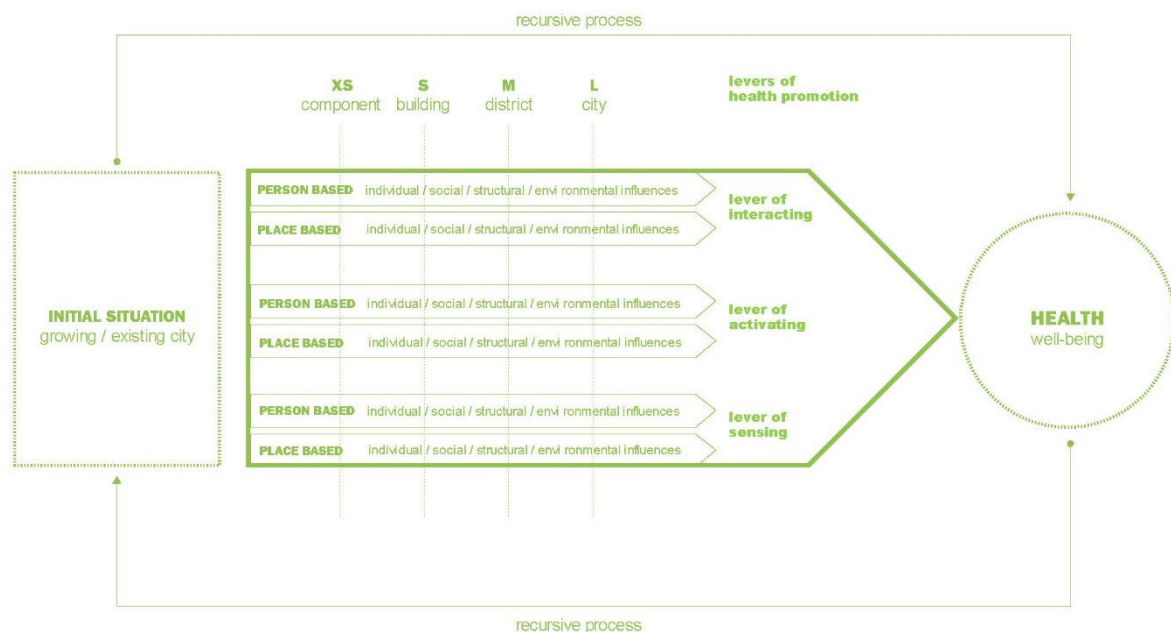 recursive process
XS S M L
component building district city
levers of
health promotion
PERSON BASED individual / social / structural / envi ronmental influences
PLACE BASED individual / social / structural / envi ronmental influences
lever of
interacting
INITIAL SITUATION
growing / existing city
PERSON BASED individual / social / structural / envi ronmental influences
PLACE BASED individual / social / structural / envi ronmental influences
lever of
activating
HEALTH
well-being
PERSON BASED individual / social / structural / envi ronmental influences
PLACE BASED individual / social / structural / envi ronmental influences
lever of
sensing
recursive process